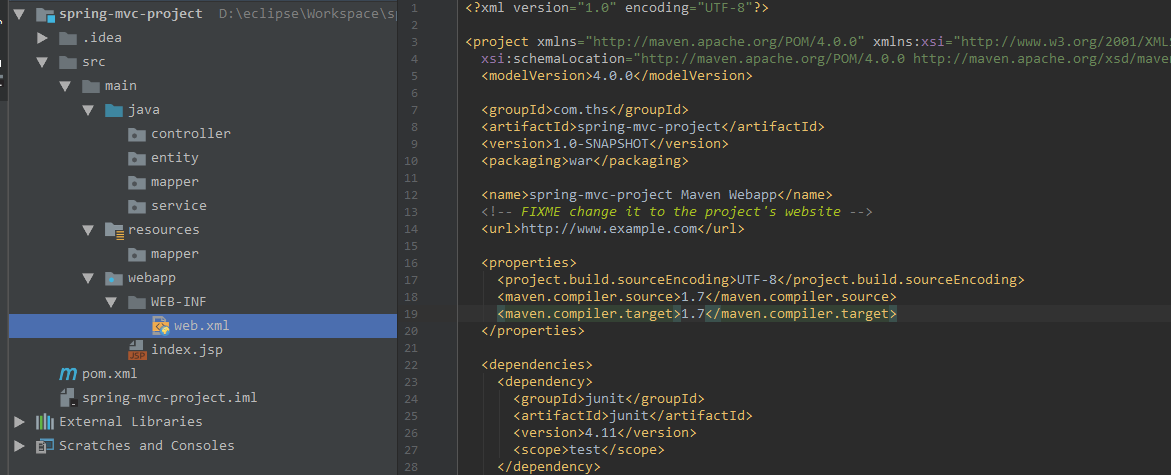 spring-mvc-project D:\eclipse\Workspace\sp
.idea
src
main
java
controller
entity
mapper
service
resources
mapper
webapp
WEB-INF
web.xml
JSP index.jsp
m pom.xml
spring-mvc-project.iml
External Libraries
Scratches and Consoles
1 <?xml version="1.0" encoding="UTF-8"?>
2
3 <project xmlns="http://maven.apache.org/POM/4.0.0" xmlns:xsi="http://www.w3.org/2001/XMLS
4 xsi:schemaLocation="http://maven.apache.org/POM/4.0.0 http://maven.apache.org/xsd/maven
5 <modelVersion>4.0.0</modelVersion>
6
7 <groupId>com.ths</groupId>
8 <artifactId>spring-mvc-project</artifactId>
9 <version>1.0-SNAPSHOT</version>
10 <packaging>war</packaging>
11
12 <name>spring-mvc-project Maven Webapp</name>
13 <!-- FIXME change it to the project's website -->
14 <url>http://www.example.com</url>
15
16 <properties>
17 <project.build.sourceEncoding>UTF-8</project.build.sourceEncoding>
18 <maven.compiler.source>1.7</maven.compiler.source>
19 <maven.compiler.target>1.7</maven.compiler.target>
20 </properties>
21
22 <dependencies>
23 <dependency>
24 <groupId>junit</groupId>
25 <artifactId>junit</artifactId>
26 <version>4.11</version>
27 <scope>test</scope>
28 </dependency>